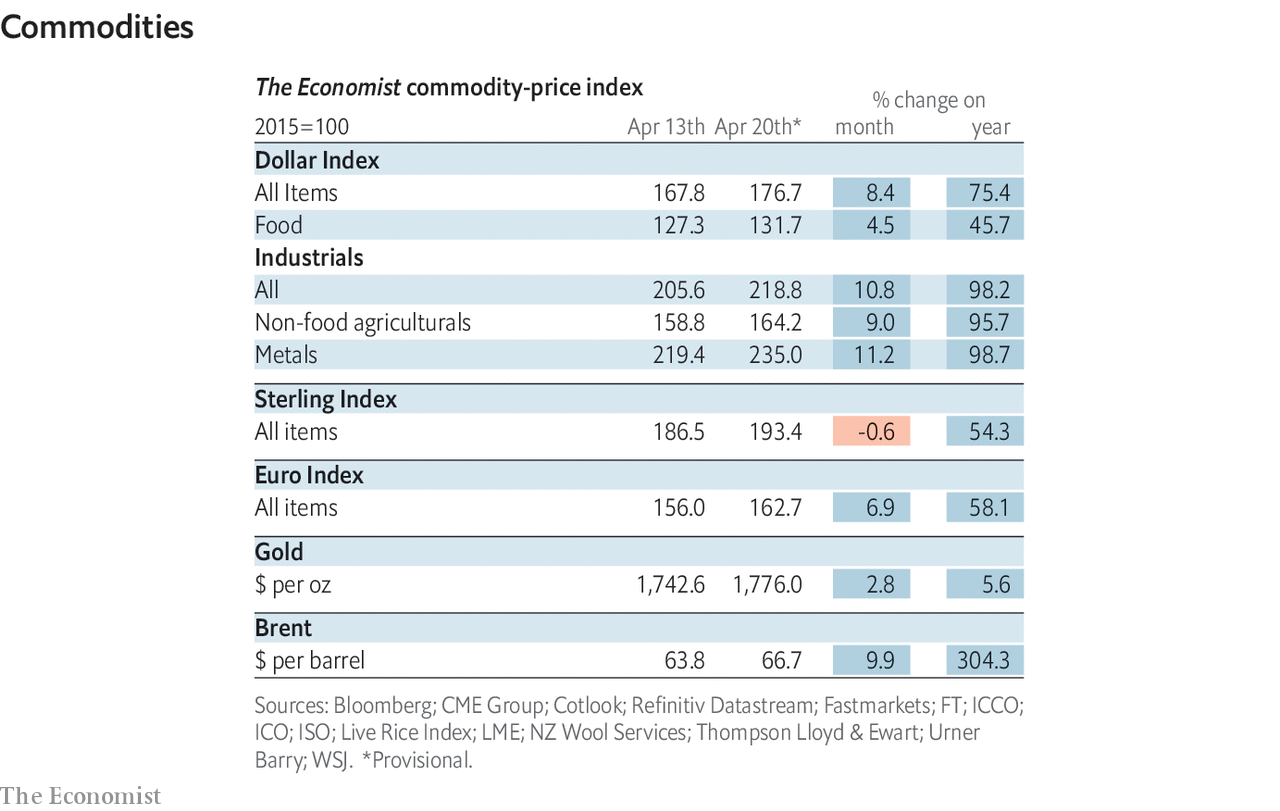 Commodities
The Economist commodity-price index
% change on
2015=100 Apr 13th Apr 20th* month year
Dollar Index
All Items 167.8 176.7 8.4 75.4
Food 127.3 131.7 4.5 45.7
Industrials
All 205.6 218.8 10.8 98.2
Non-food agriculturals 158.8 164.2 9.0 95.7
Metals 219.4 235.0 11.2 98.7
Sterling Index
All items 186.5 193.4 -0.6 54.3
Euro Index
All items 156.0 162.7 6.9 58.1
Gold
$ per oz 1,742.6 1,776.0 2.8 5.6
Brent
$ per barrel 63.8 66.7 9.9 304.3
Sources: Bloomberg; CME Group; Cotlook; Refinitiv Datastream; Fastmarkets; FT; ICCO;
ICO; ISO; Live Rice Index; LME; NZ Wool Services; Thompson Lloyd & Ewart; Urner
Barry; WSJ. *Provisional.
The Economist